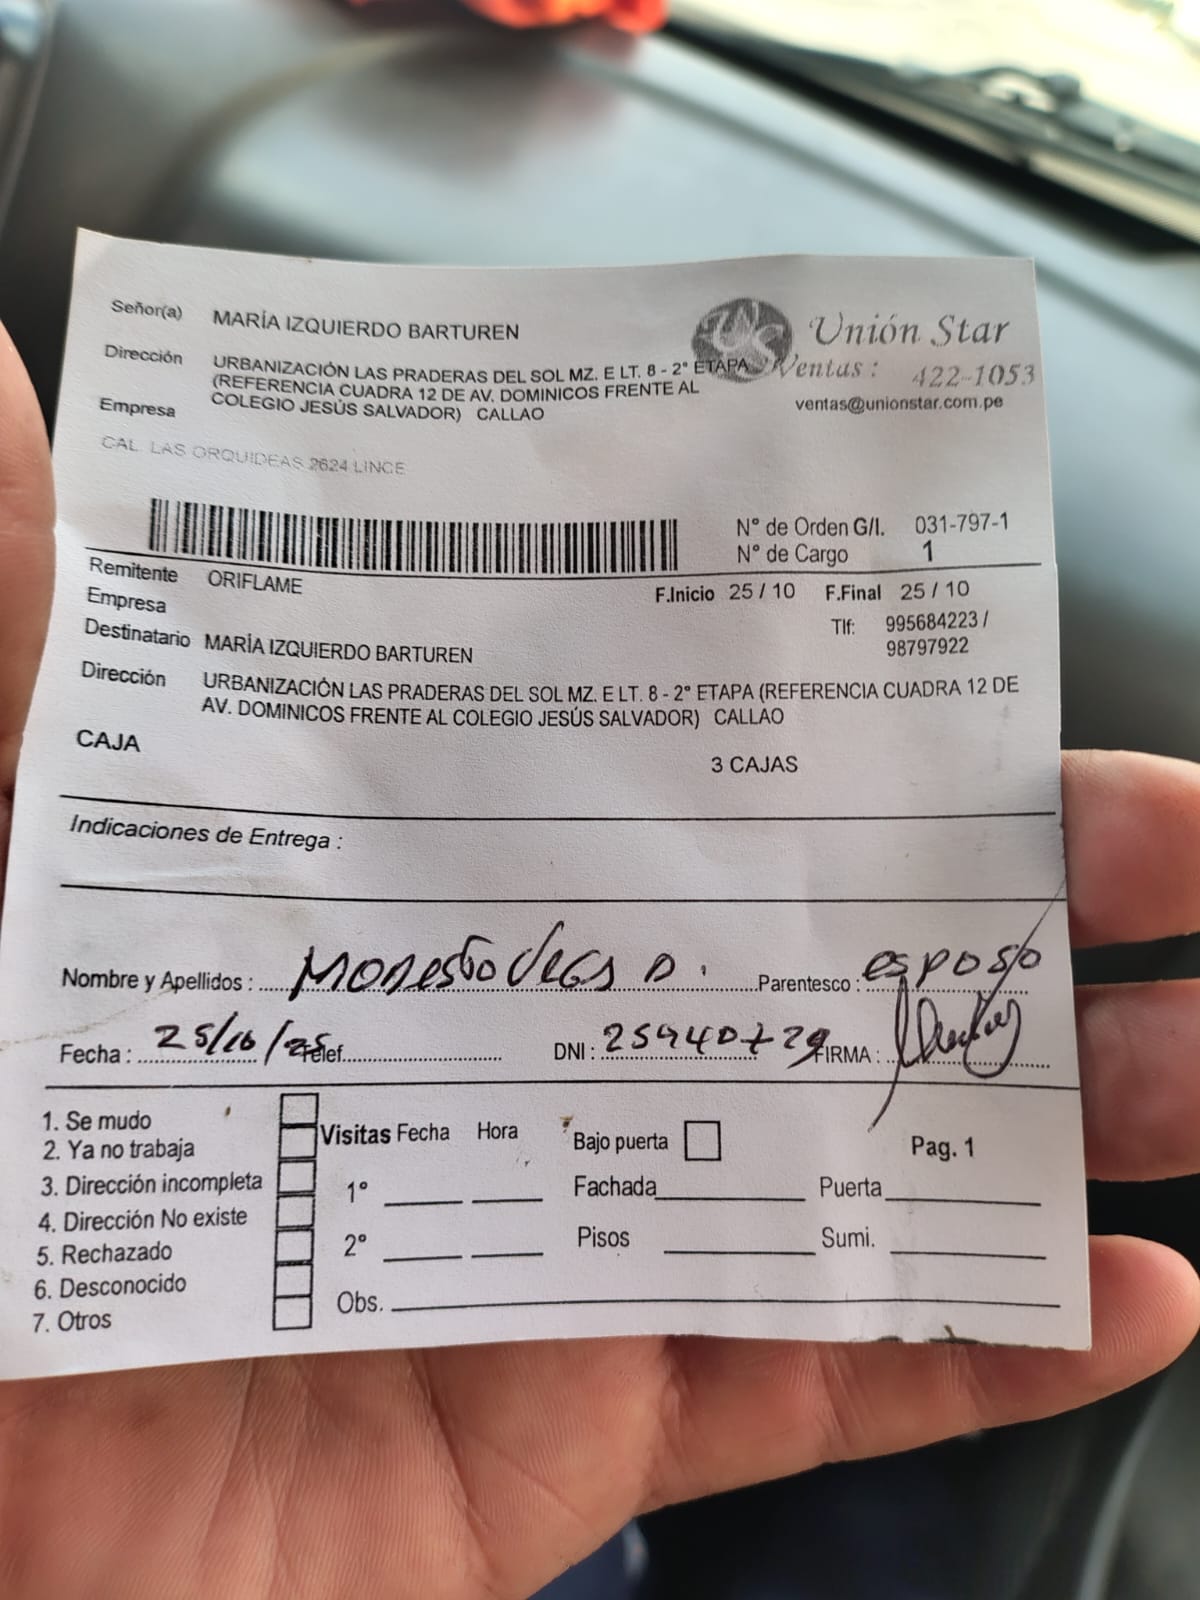 Señor(a) MARÍA IZQUIERDO BARTUREN
Unión Star
Dirección URBANIZACIÓN LAS PRADERAS DEL SOL MZ. E LT. 8 - 2° ETAPA
Ventas : 422-1053
(REFERENCIA CUADRA 12 DE AV. DOMINICOS FRENTE AL
ventas@unionstar.com.pe
Empresa COLEGIO JESÚS SALVADOR) CALLAO
CAL. LAS ORQUIDEAS 2624 LINCE
N° de Orden G/I. 031-797-1
N° de Cargo 1
Remitente ORIFLAME
F.Inicio 25 / 10 F.Final 25 / 10
Empresa
Tlf: 995684223 /
98797922
Destinatario MARÍA IZQUIERDO BARTUREN
Dirección URBANIZACIÓN LAS PRADERAS DEL SOL MZ. E LT. 8 - 2° ETAPA (REFERENCIA CUADRA 12 DE
AV. DOMINICOS FRENTE AL COLEGIO JESÚS SALVADOR) CALLAO
CAJA 3 CAJAS
Indicaciones de Entrega :
Nombre y Apellidos : Modesto Vegas D. Parentesco : esposo
Fecha : 25/10/25 Telef. DNI : 25940729 FIRMA :
1. Se mudo
2. Ya no trabaja
3. Dirección incompleta
4. Dirección No existe
5. Rechazado
6. Desconocido
7. Otros
Visitas Fecha Hora
1°
2°
Obs.
Bajo puerta
Pag. 1
Fachada Puerta
Pisos Sumi.